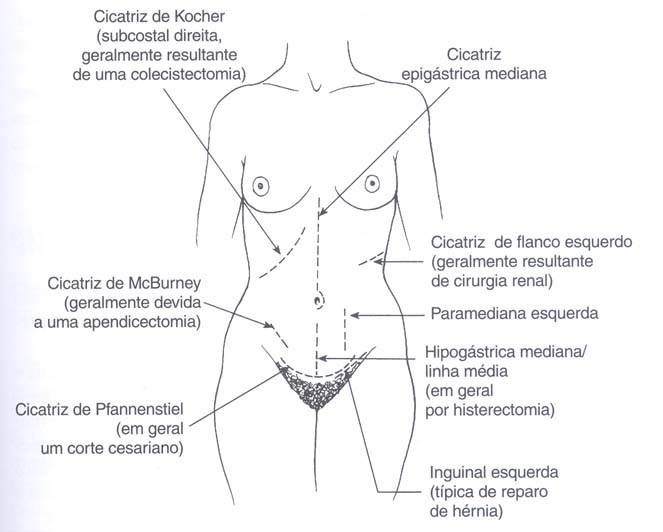 Cicatriz de Kocher
(subcostal direita,
geralmente resultante
de uma colecistectomia)
Cicatriz
epigástrica mediana
Cicatriz de flanco esquerdo
(geralmente resultante
de cirurgia renal)
Cicatriz de McBurney
(geralmente devida
a uma apendicectomia)
Paramediana esquerda
Hipogástrica mediana/
linha média
(em geral
por histerectomia)
Cicatriz de Pfannenstiel
(em geral
um corte cesariano)
Inguinal esquerda
(típica de reparo
de hérnia)